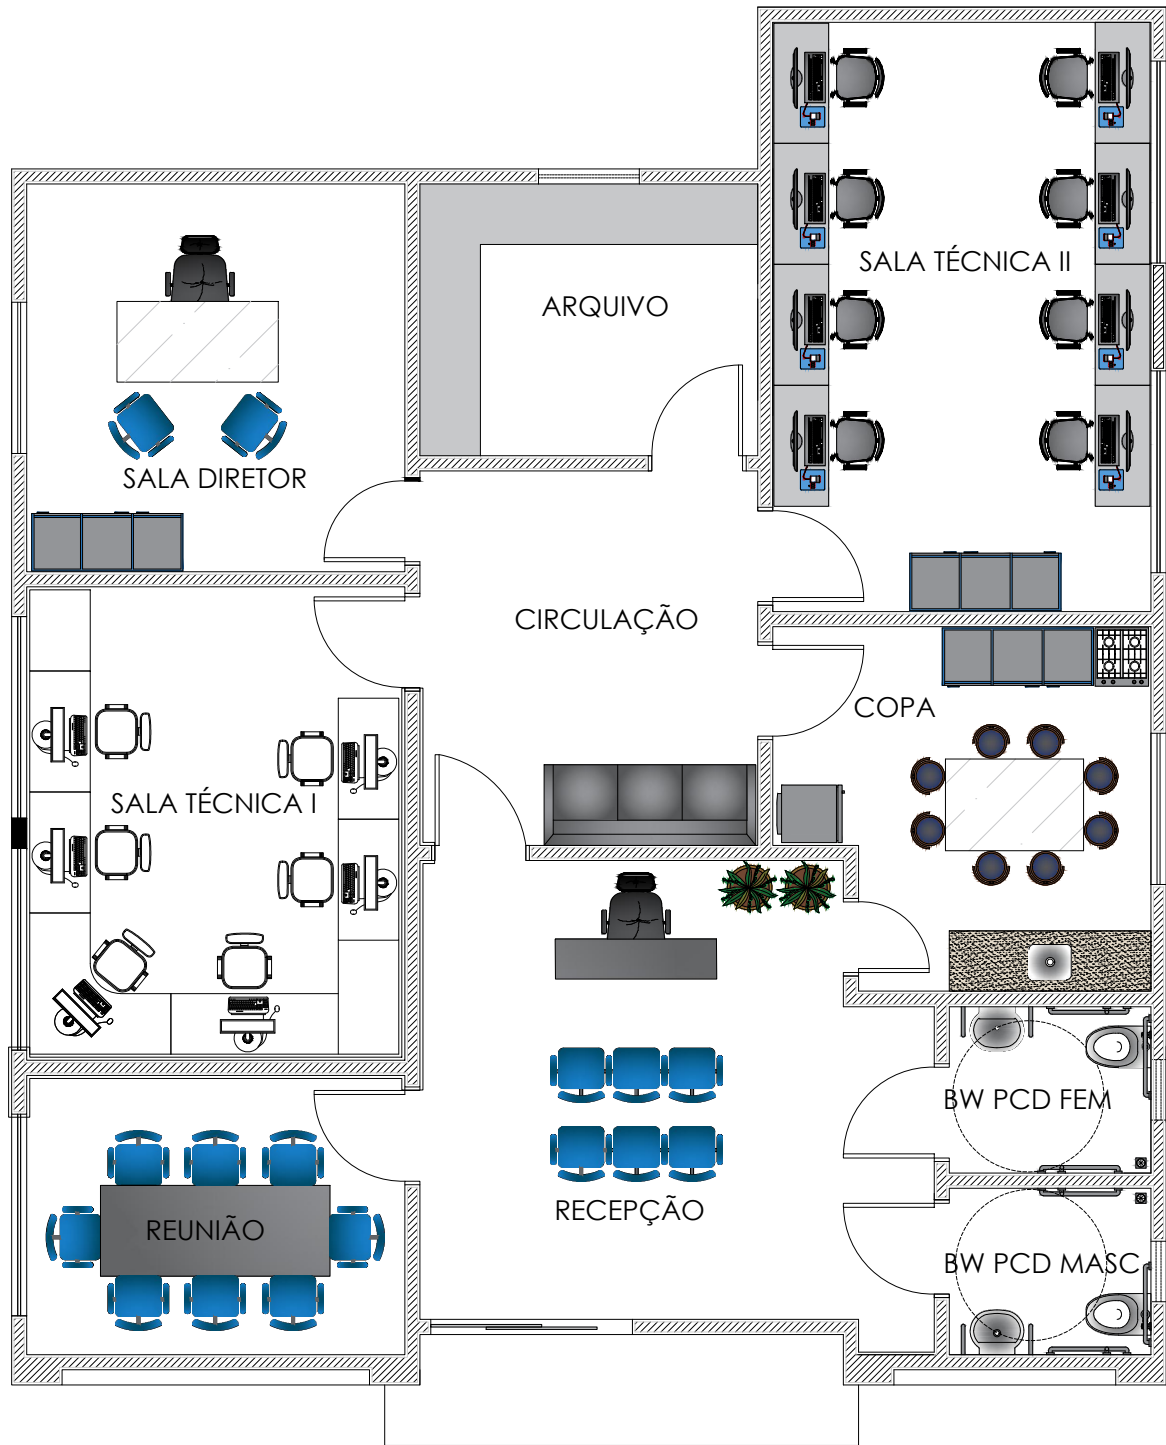 SALA TÉCNICA II
ARQUIVO
SALA DIRETOR
CIRCULAÇÃO
COPA
SALA TÉCNICA I
BW PCD FEM
RECEPÇÃO
REUNIÃO
BW PCD MASC